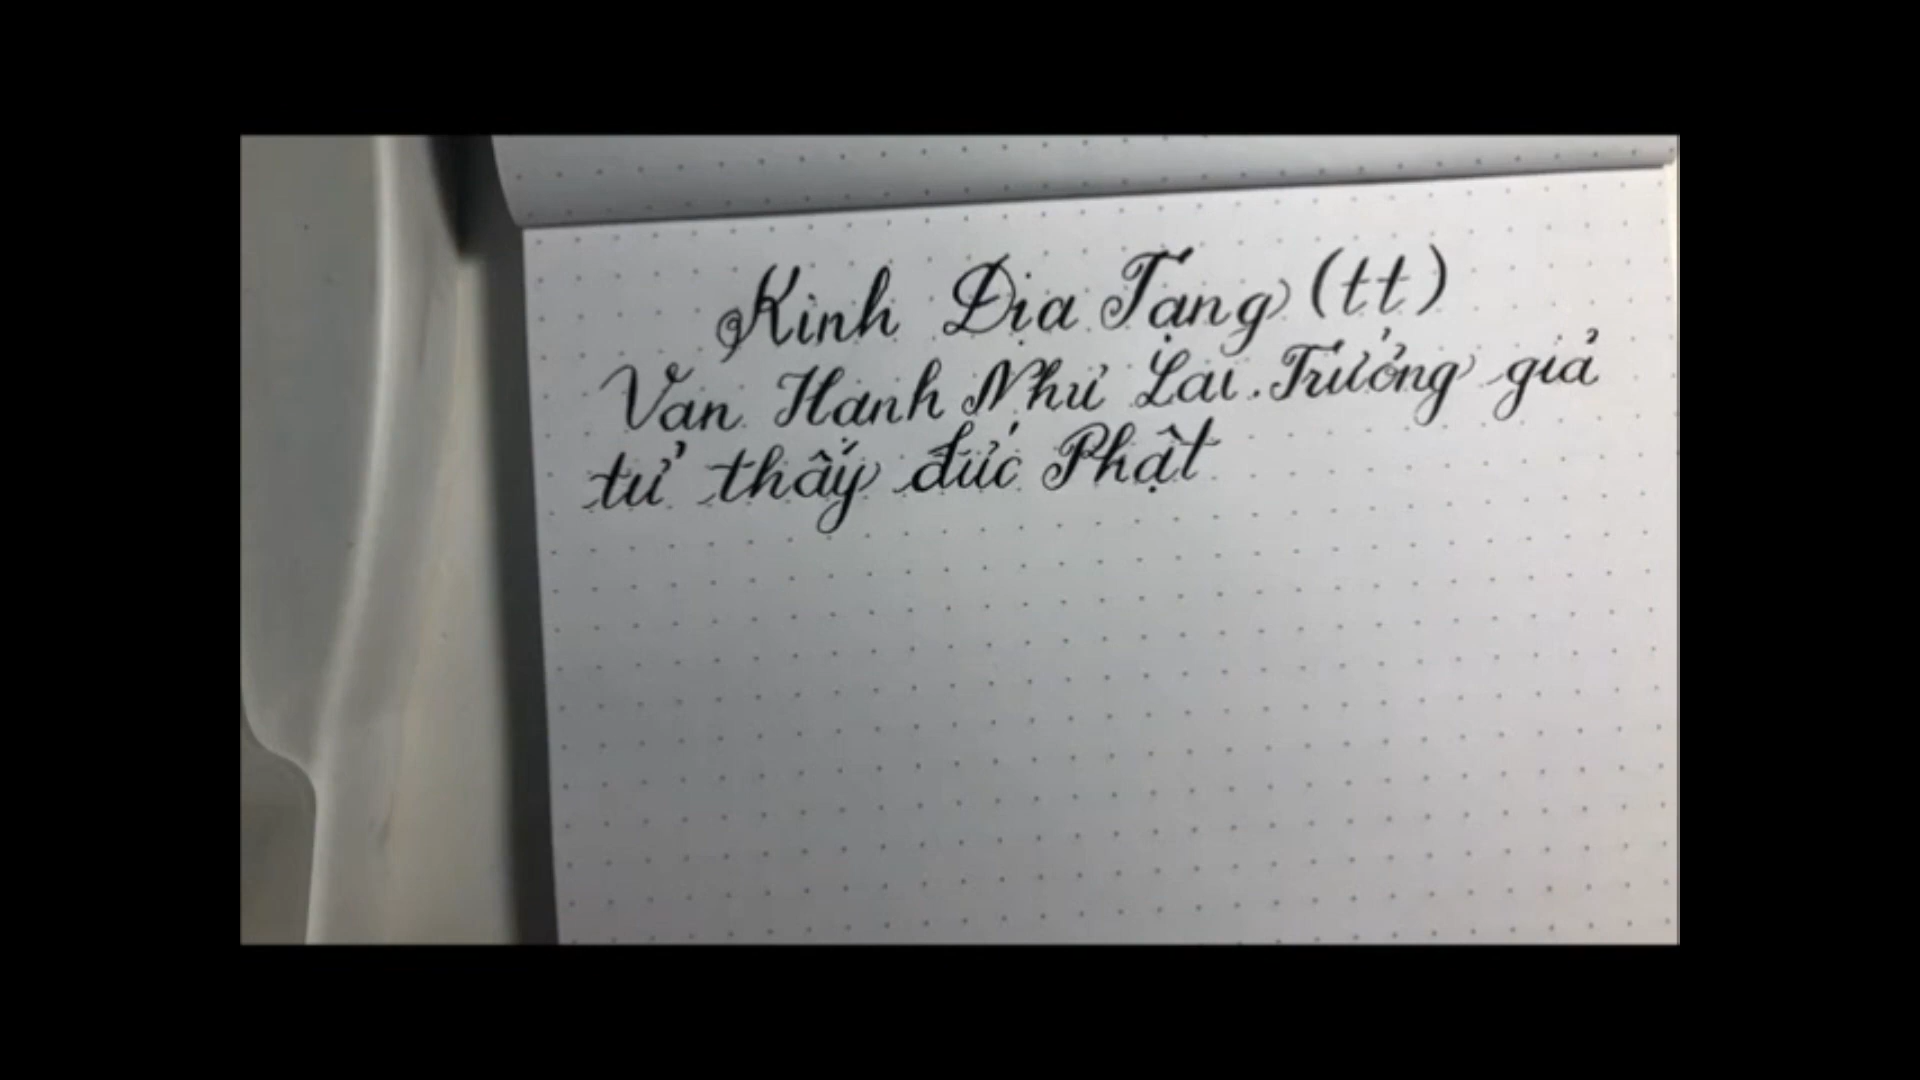 Kinh Địa Tạng (tt)
Vạn Hạnh Như Lai. Trưởng giả
tử thấy đức Phật